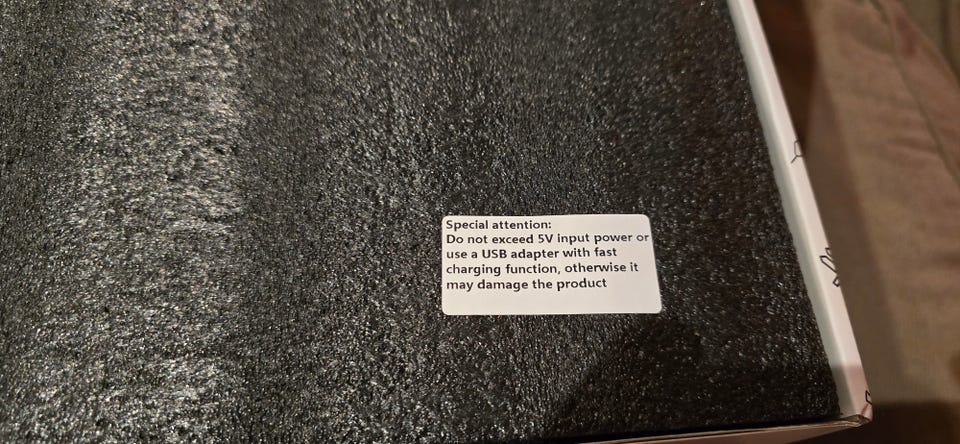 Special attention:
Do not exceed 5V input power or
use a USB adapter with fast
charging function, otherwise it
may damage the product